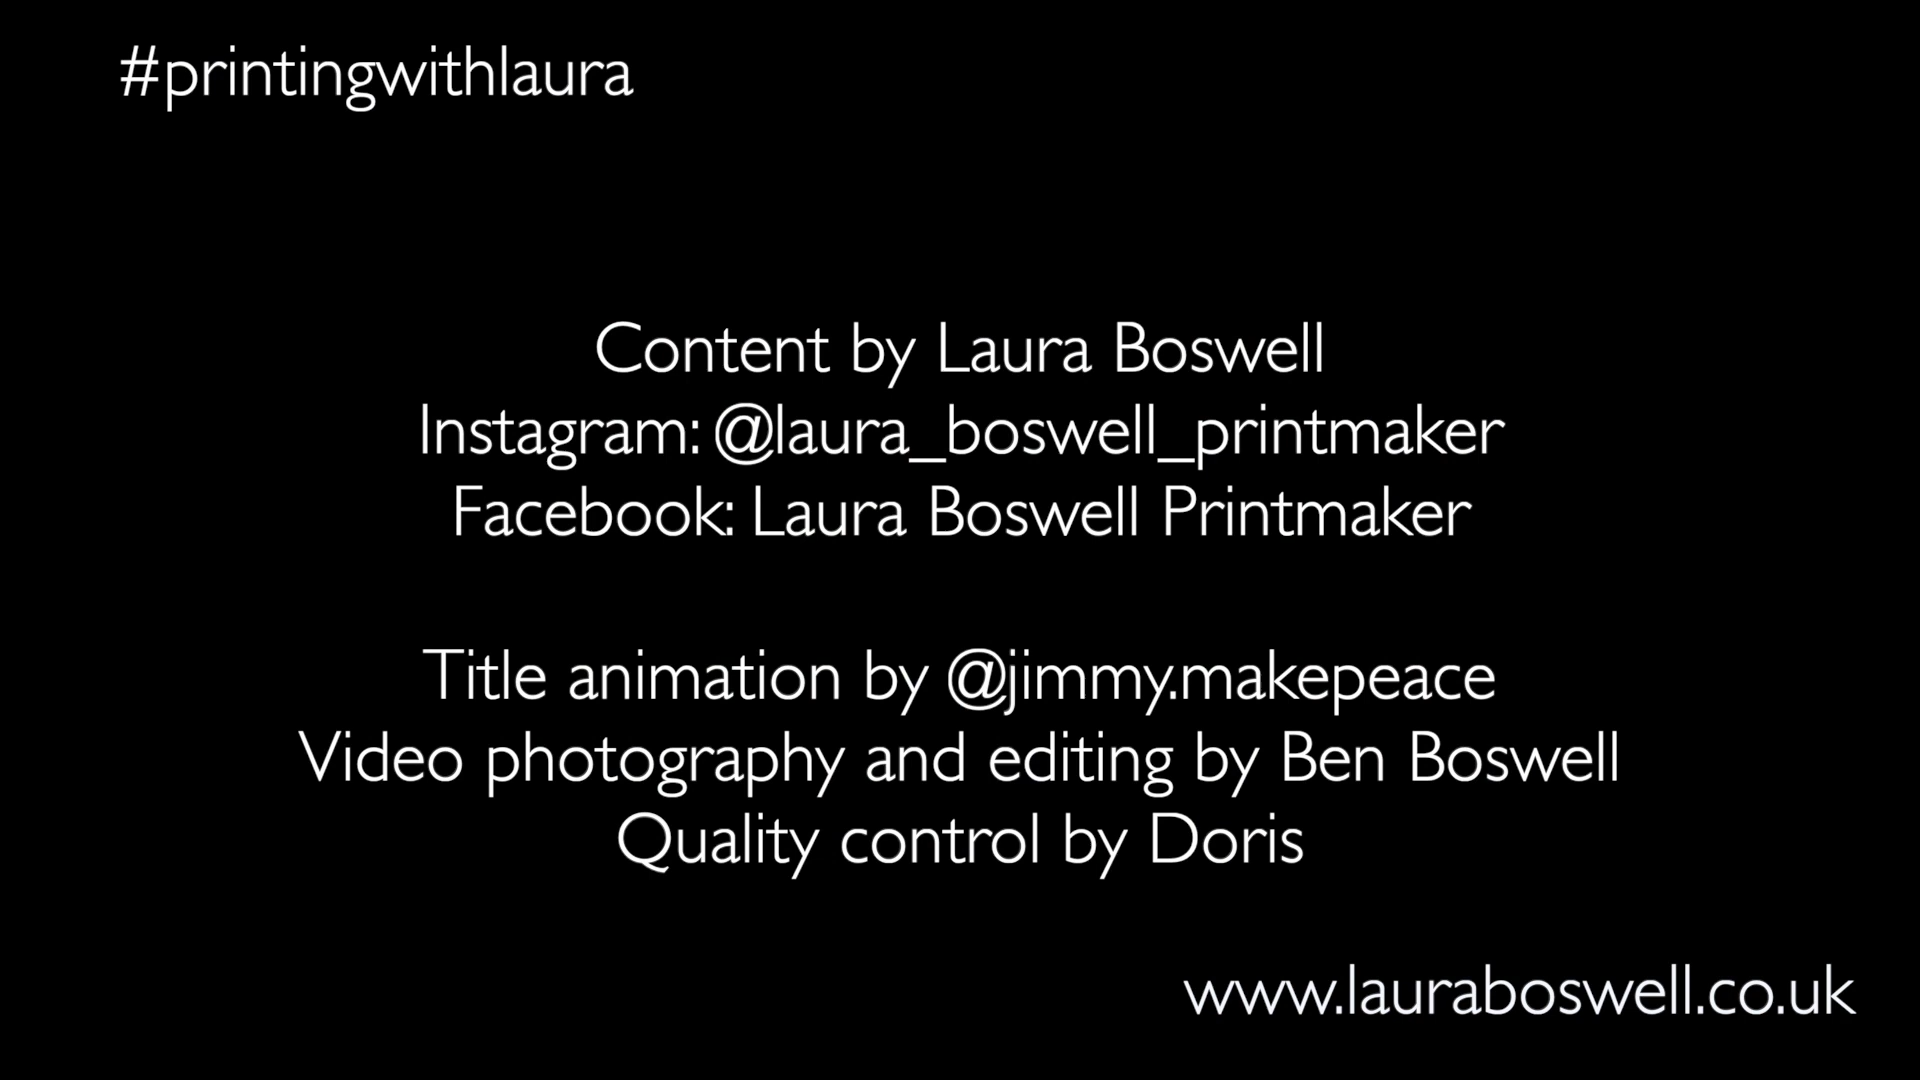 #printingwithlaura
Content by Laura Boswell
Instagram: @laura_boswell_printmaker
Facebook: Laura Boswell Printmaker
Title animation by @jimmy.makepeace
Video photography and editing by Ben Boswell
Quality control by Doris
www.lauraboswell.co.uk